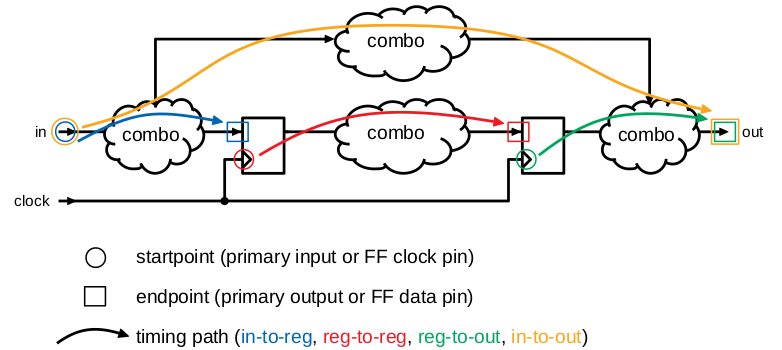 combo
in
combo
combo
combo
out
clock
startpoint (primary input or FF clock pin)
endpoint (primary output or FF data pin)
timing path (in-to-reg, reg-to-reg, reg-to-out, in-to-out)